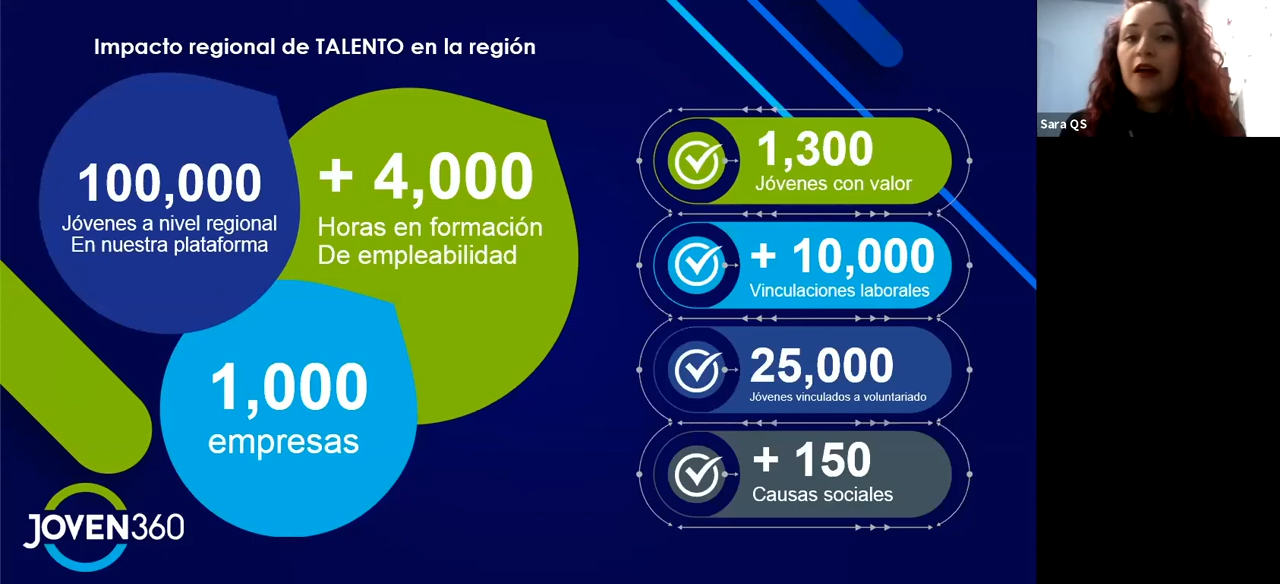 Impacto regional de TALENTO en la región
100,000
Jóvenes a nivel regional
En nuestra plataforma
+ 4,000
Horas en formación
De empleabilidad
1,000
empresas
1,300
Jóvenes con valor
+ 10,000
Vinculaciones laborales
25,000
Jóvenes vinculados a voluntariado
+ 150
Causas sociales
JOVEN360
Sara QS